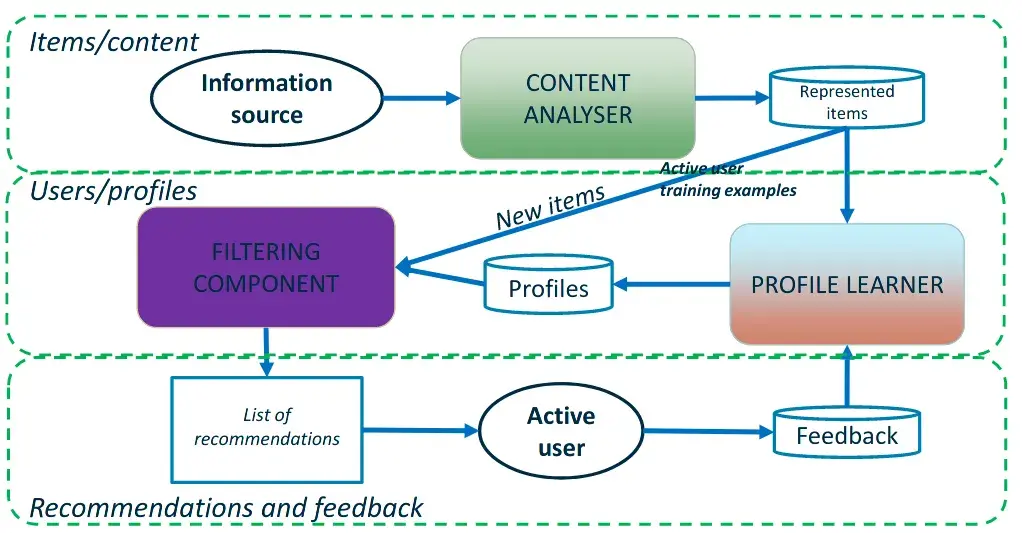 Items/content
Information
source
CONTENT
ANALYSER
Represented
items
Active user
training examples
Users/profiles
New items
FILTERING
COMPONENT
Profiles
PROFILE LEARNER
List of
recommendations
Active
user
Feedback
Recommendations and feedback